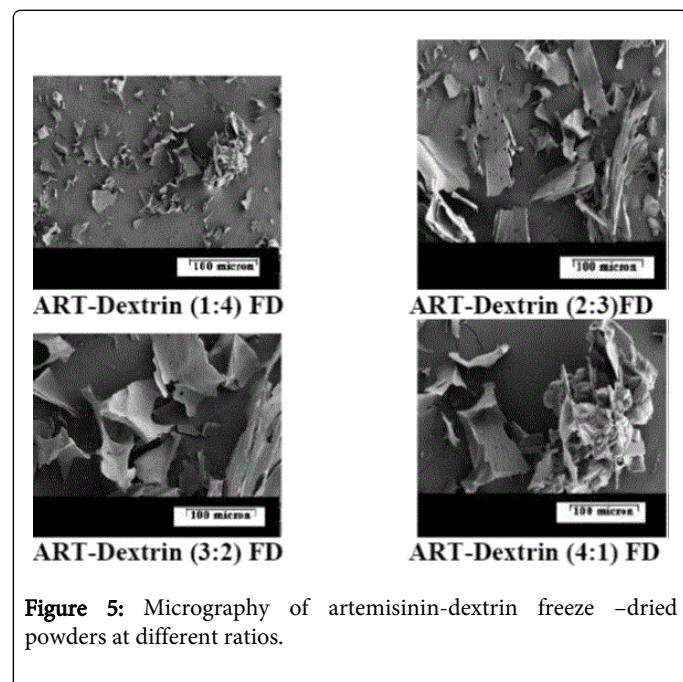 100 micron
100 micron
ART-Dextrin (1:4) FD
ART-Dextrin (2:3)FD
100 micron
100 micron
ART-Dextrin (3:2) FD
ART-Dextrin (4:1) FD
Figure 5: Micrography of artemisinin-dextrin freeze –dried
powders at different ratios.